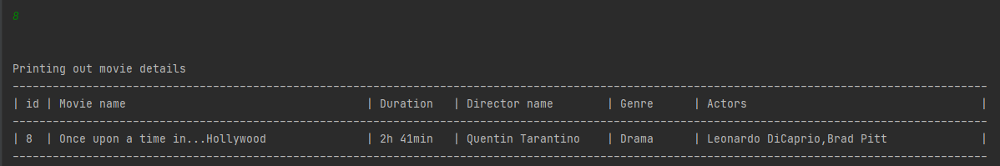 8
Printing out movie details
--------------------------------------------------------------------------------------------------------------------------------------------------
| id | Movie name                                    | Duration   | Director name        | Genre      | Actors                                   |
--------------------------------------------------------------------------------------------------------------------------------------------------
| 8  | Once upon a time in...Hollywood               | 2h 41min   | Quentin Tarantino    | Drama      | Leonardo DiCaprio,Brad Pitt              |
--------------------------------------------------------------------------------------------------------------------------------------------------